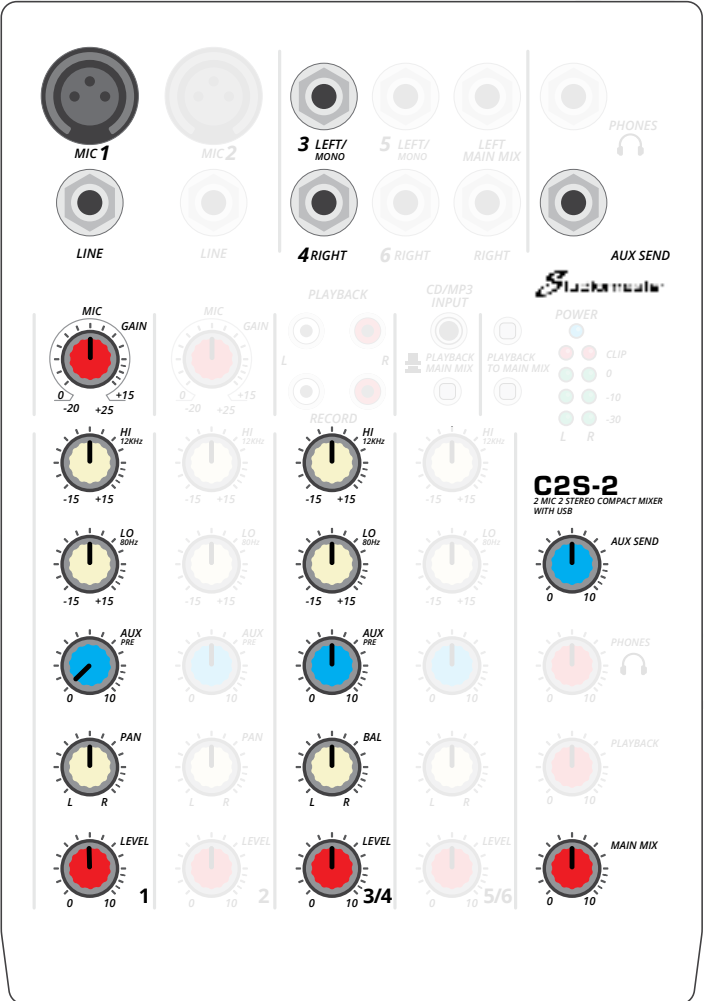 MIC 1
MIC 2
3 LEFT/
MONO
5 LEFT/
MONO
LEFT
MAIN MIX
PHONES
LINE
LINE
4 RIGHT
6 RIGHT
RIGHT
AUX SEND
Studiomaster
MIC
GAIN
0 +15
-20 +25
MIC
GAIN
0 +15
-20 +25
PLAYBACK
L R
RECORD
CD/MP3
INPUT
PLAYBACK
MAIN MIX
PLAYBACK
TO MAIN MIX
POWER
CLIP
0
-10
-30
L R
HI
12KHz
-15 +15
HI
12KHz
-15 +15
HI
12KHz
-15 +15
HI
12KHz
-15 +15
C2S-2
2 MIC 2 STEREO COMPACT MIXER
WITH USB
LO
80Hz
-15 +15
LO
80Hz
-15 +15
LO
80Hz
-15 +15
LO
80Hz
-15 +15
AUX SEND
0 10
AUX
PRE
0 10
AUX
PRE
0 10
AUX
PRE
0 10
AUX
PRE
0 10
PHONES
0 10
PAN
L R
PAN
L R
BAL
L R
BAL
L R
PLAYBACK
0 10
LEVEL
0 10
1
LEVEL
0 10
2
LEVEL
0 10
3/4
LEVEL
0 10
5/6
MAIN MIX
0 10